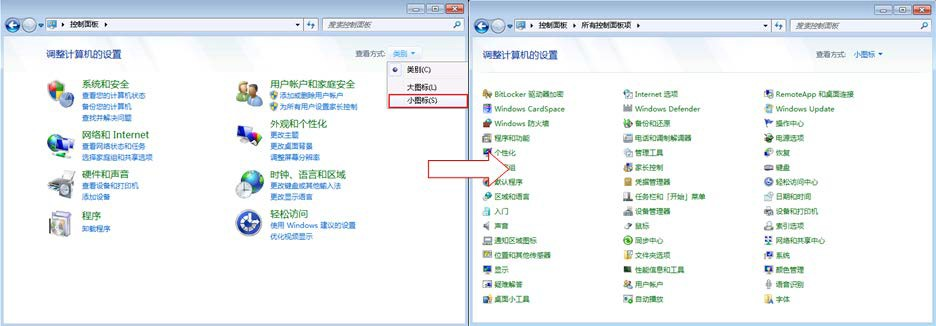 控制面板
搜索控制面板
调整计算机的设置
查看方式: 类别
类别(C)
大图标(L)
小图标(S)
系统和安全
查看您的计算机状态
备份您的计算机
查找并解决问题
网络和 Internet
查看网络状态和任务
选择家庭组和共享选项
硬件和声音
查看设备和打印机
添加设备
程序
卸载程序
用户帐户和家庭安全
添加或删除用户帐户
为所有用户设置家长控制
外观和个性化
更改主题
更改桌面背景
调整屏幕分辨率
时钟、语言和区域
更改键盘或其他输入法
更改显示语言
轻松访问
使用 Windows 建议的设置
优化视频显示
控制面板 所有控制面板项
搜索控制面板
调整计算机的设置
查看方式: 小图标
BitLocker 驱动器加密 Internet 选项 RemoteApp 和桌面连接
Windows CardSpace Windows Defender Windows Update
Windows 防火墙 备份和还原 操作中心
程序和功能 电话和调制解调器 电源选项
个性化 管理工具 恢复
组 家长控制 键盘
默认程序 凭据管理器 轻松访问中心
区域和语言 任务栏和「开始」菜单 日期和时间
入门 设备管理器 设备和打印机
声音 鼠标 索引选项
通知区域图标 同步中心 网络和共享中心
位置和其他传感器 文件夹选项 系统
显示 性能信息和工具 颜色管理
疑难解答 用户帐户 语音识别
桌面小工具 自动播放 字体